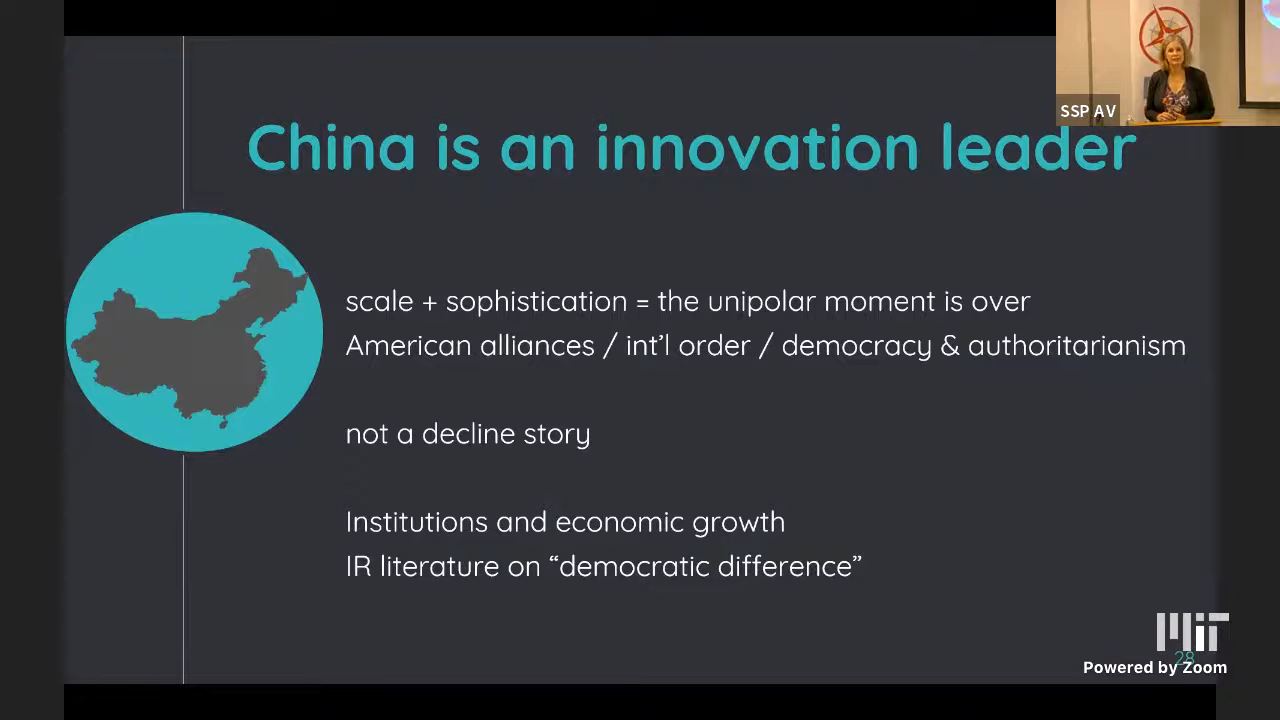 SSP AV
China is an innovation leader
scale + sophistication = the unipolar moment is over
American alliances / int’l order / democracy & authoritarianism
not a decline story
Institutions and economic growth
IR literature on “democratic difference”
MIT
28
Powered by Zoom